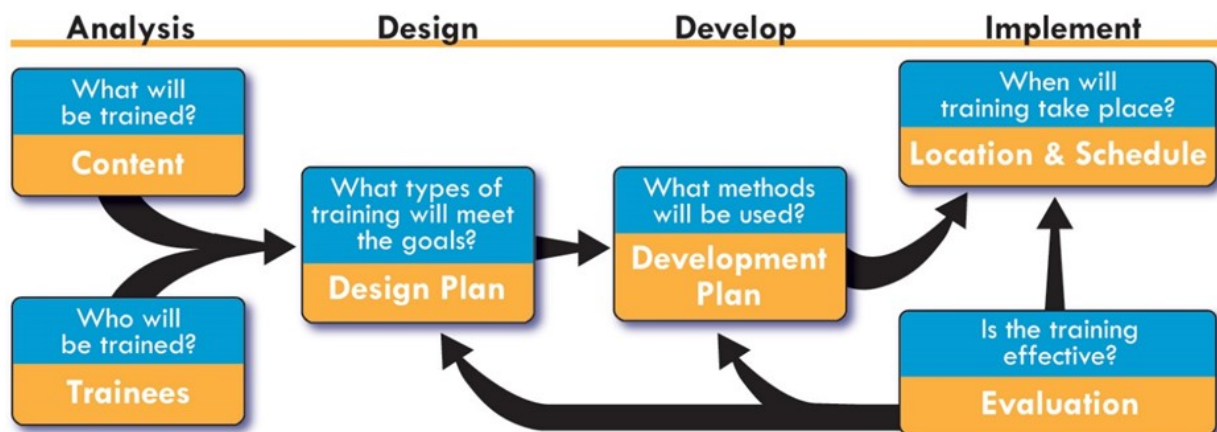 Analysis
Design
Develop
Implement
What will
be trained?
Content
Who will
be trained?
Trainees
What types of
training will meet
the goals?
Design Plan
What methods
will be used?
Development
Plan
When will
training take place?
Location & Schedule
Is the training
effective?
Evaluation